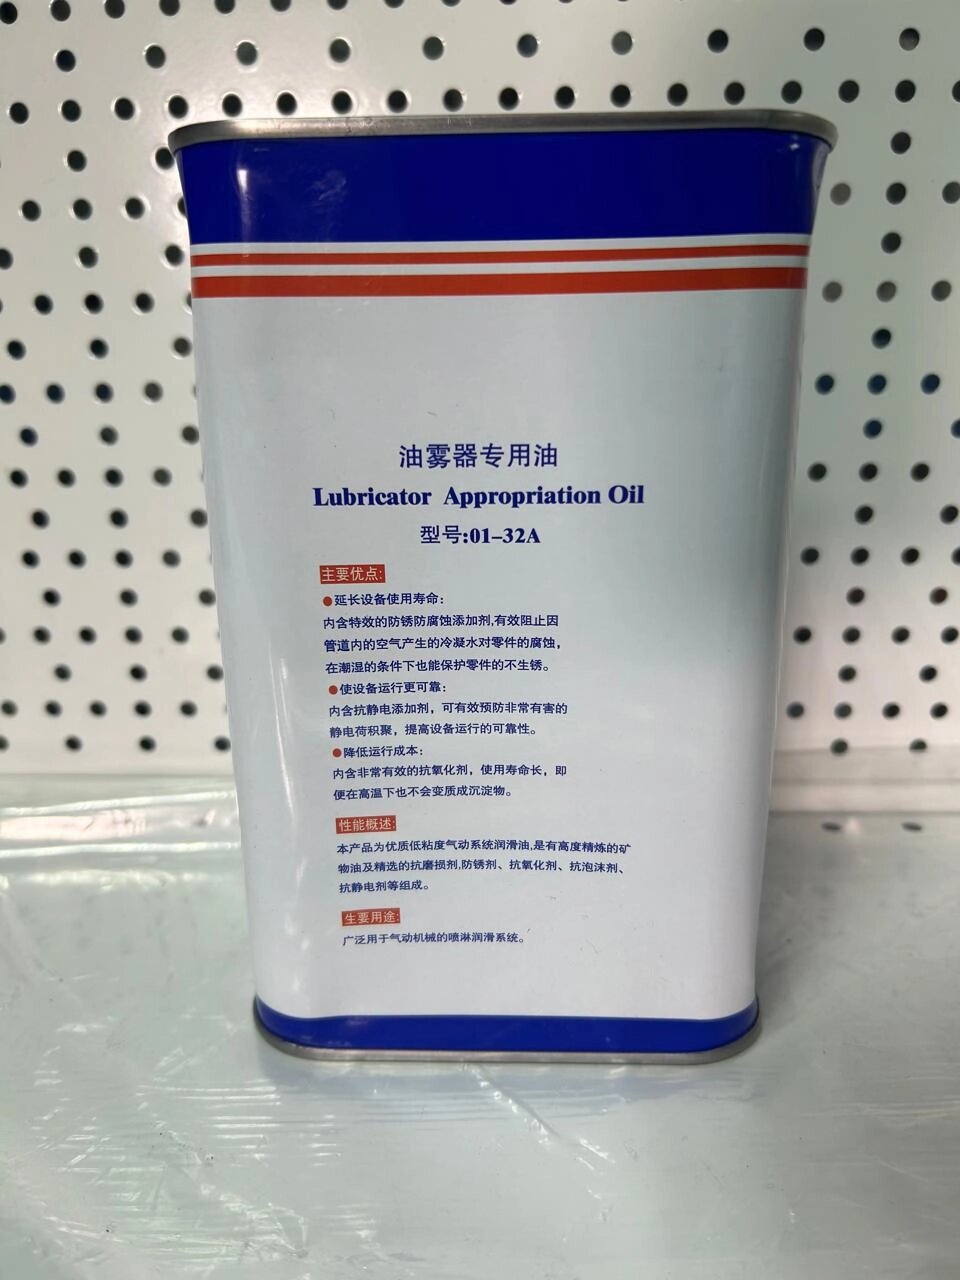 油雾器专用油
Lubricator Appropriation Oil
型号:01-32A
主要优点:
●延长设备使用寿命:
内含特效的防锈防腐蚀添加剂,有效阻止因
管道内的空气产生的冷凝水对零件的腐蚀,
在潮湿的条件下也能保护零件的不生锈。
●使设备运行更可靠:
内含抗静电添加剂，可有效预防非常有害的
静电荷积聚，提高设备运行的可靠性。
●降低运行成本:
内含非常有效的抗氧化剂，使用寿命长，即
便在高温下也不会变质成沉淀物。
性能概述:
本产品为优质低粘度气动系统润滑油,是有高度精炼的矿
物油及精选的抗磨损剂,防锈剂、抗氧化剂、抗泡沫剂、
抗静电剂等组成。
生要用途:
广泛用于气动机械的喷淋润滑系统。